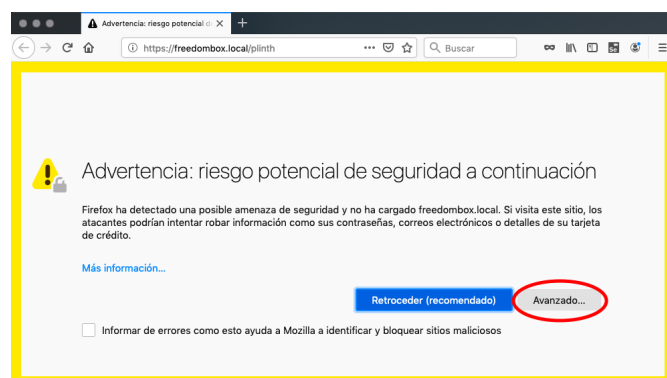 Advertencia: riesgo potencial d
https://freedombox.local/plinth
Buscar
Advertencia: riesgo potencial de seguridad a continuación
Firefox ha detectado una posible amenaza de seguridad y no ha cargado freedombox.local. Si visita este sitio, los
atacantes podrían intentar robar información como sus contraseñas, correos electrónicos o detalles de su tarjeta
de crédito.
Más información...
Retroceder (recomendado)
Avanzado...
Informar de errores como esto ayuda a Mozilla a identificar y bloquear sitios maliciosos